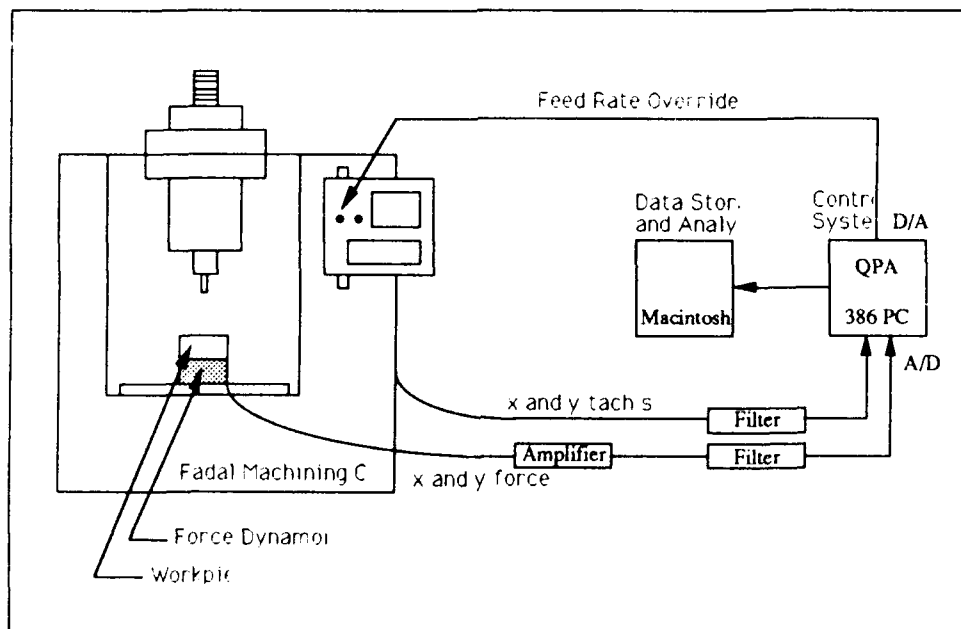 Feed Rate Override
Data Stor
and Analy
Contr
Syste
D/A
QPA
386 PC
Macintosh
A/D
x and y tachs
Filter
Amplifier
Filter
x and y force
Fadal Machining C
Force Dynamo
Workpie